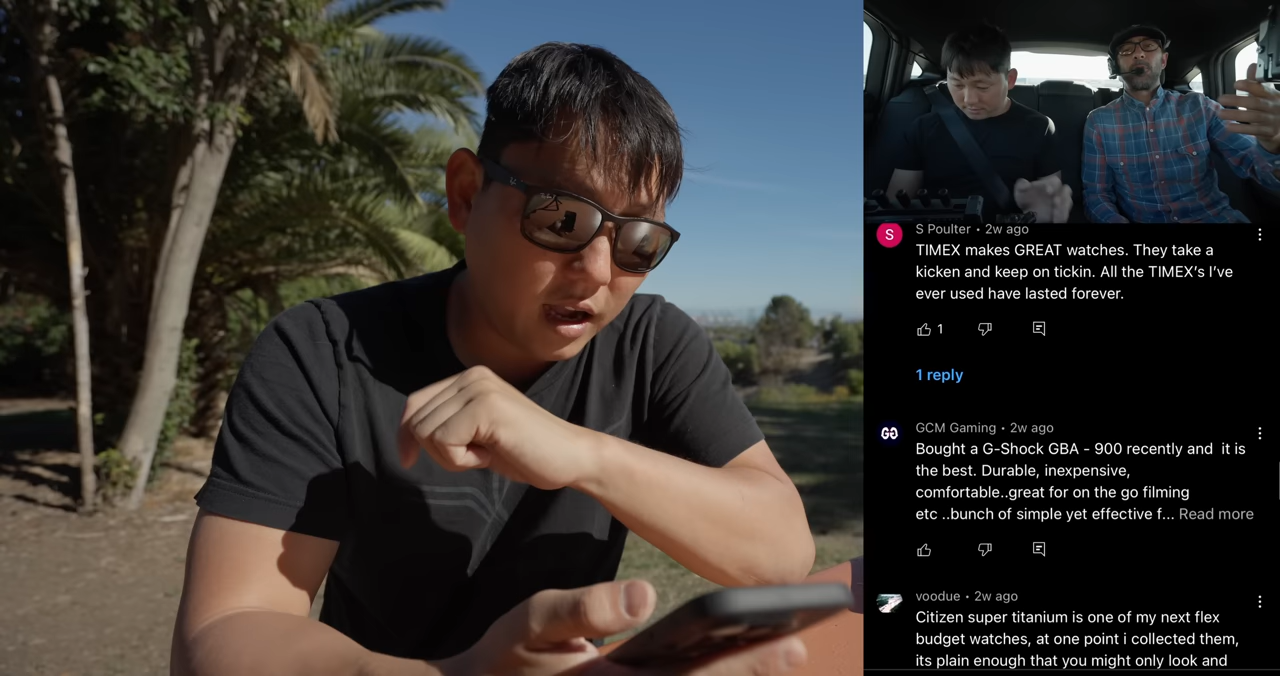 S
S Poulter • 2w ago
TIMEX makes GREAT watches. They take a
kicken and keep on tickin. All the TIMEX’s I’ve
ever used have lasted forever.
1
1 reply
GCM Gaming • 2w ago
Bought a G-Shock GBA - 900 recently and  it is
the best. Durable, inexpensive,
comfortable..great for on the go filming
etc ..bunch of simple yet effective f... Read more
voodue • 2w ago
Citizen super titanium is one of my next flex
budget watches, at one point i collected them,
its plain enough that you might only look and